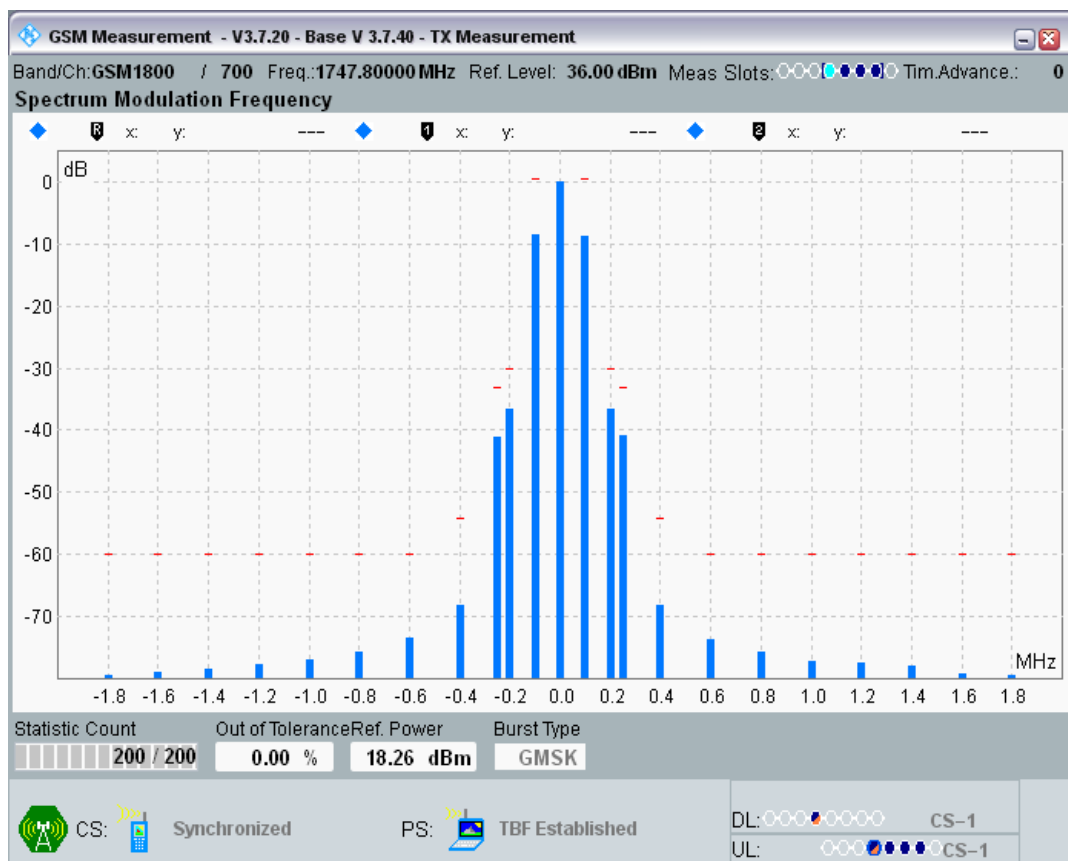 GSM Measurement - V3.7.20 - Base V 3.7.40 - TX Measurement
Band/Ch:GSM1800 / 700 Freq.:1747.80000 MHz Ref. Level: 36.00 dBm Meas Slots: Tim.Advance.: 0
Spectrum Modulation Frequency
R x: y: --- 1 x: y: --- 2 x: y: ---
dB
0
-10
-20
-30
-40
-50
-60
-70
MHz
-1.8 -1.6 -1.4 -1.2 -1.0 -0.8 -0.6 -0.4 -0.2 0.0 0.2 0.4 0.6 0.8 1.0 1.2 1.4 1.6 1.8
Statistic Count Out of Tolerance Ref. Power Burst Type
200 / 200 0.00 % 18.26 dBm GMSK
CS: Synchronized PS: TBF Established
DL: CS-1
UL: CS-1